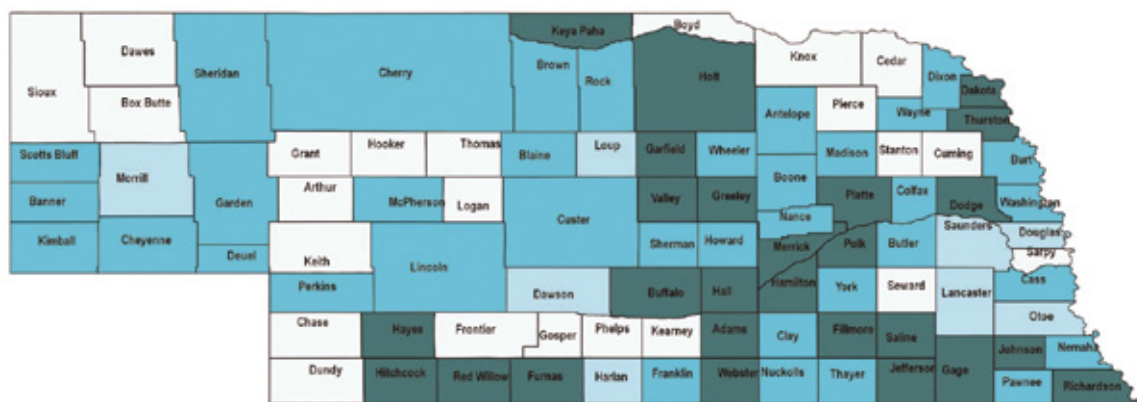 Keya Paha
Boyd
Dawes
Sheridan
Cherry
Brown
Rock
Holt
Knox
Cedar
Dixon
Dakota
Sioux
Box Butte
Antelope
Pierce
Wayne
Thurston
Scotts Bluff
Morrill
Grant
Hooker
Thomas
Blaine
Loup
Garfield
Wheeler
Madison
Stanton
Cuming
Burt
Banner
Garden
Arthur
McPherson
Logan
Custer
Valley
Greeley
Boone
Platte
Colfax
Dodge
Washington
Kimball
Cheyenne
Deuel
Keith
Lincoln
Sherman
Howard
Nance
Merrick
Polk
Butler
Saunders
Douglas
Sarpy
Perkins
Dawson
Buffalo
Hall
Hamilton
York
Seward
Lancaster
Cass
Otoe
Chase
Hayes
Frontier
Gosper
Phelps
Kearney
Adams
Clay
Fillmore
Saline
Johnson
Nemaha
Dundy
Hitchcock
Red Willow
Furnas
Harlan
Franklin
Webster
Nuckolls
Thayer
Jefferson
Gage
Pawnee
Richardson